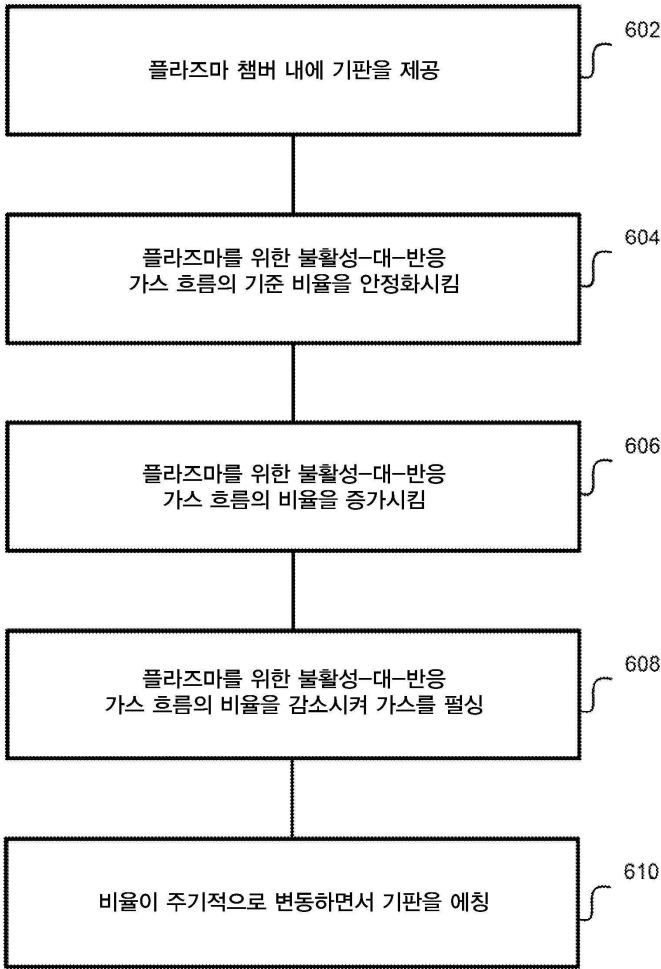 602
플라즈마 챔버 내에 기판을 제공
604
플라즈마를 위한 불활성-대-반응
가스 흐름의 기준 비율을 안정화시킴
606
플라즈마를 위한 불활성-대-반응
가스 흐름의 비율을 증가시킴
608
플라즈마를 위한 불활성-대-반응
가스 흐름의 비율을 감소시켜 가스를 펄싱
610
비율이 주기적으로 변동하면서 기판을 에칭